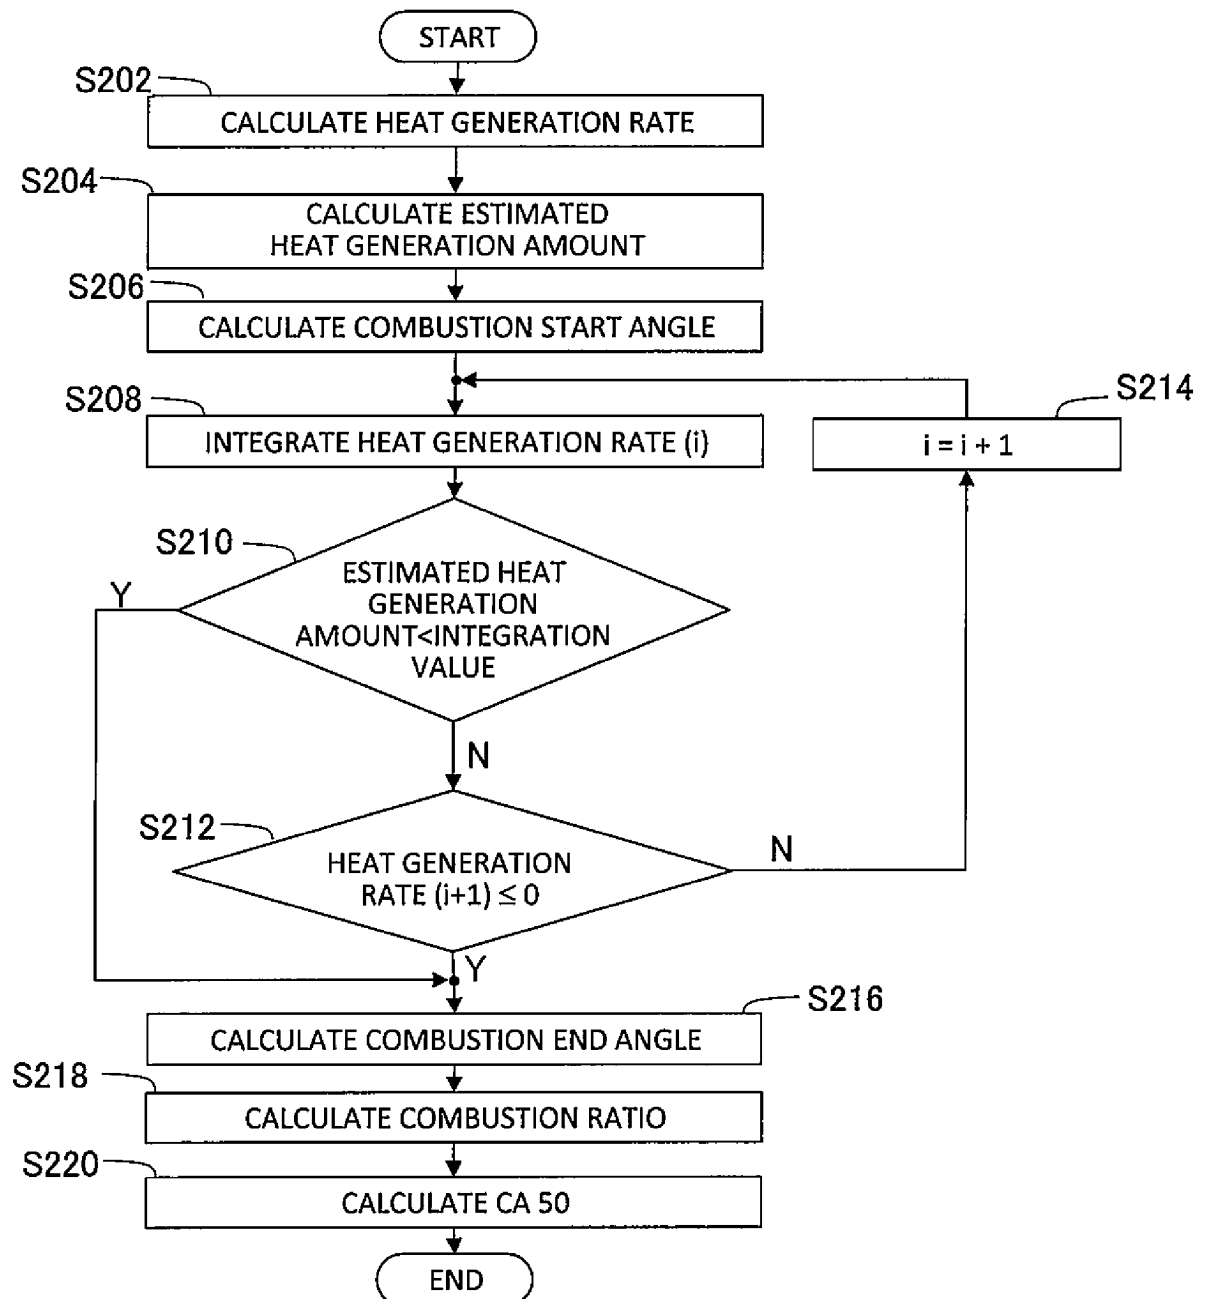 START
S202
CALCULATE HEAT GENERATION RATE
S204
CALCULATE ESTIMATED
HEAT GENERATION AMOUNT
S206
CALCULATE COMBUSTION START ANGLE
S208
INTEGRATE HEAT GENERATION RATE (i)
S214
i = i + 1
S210
Y
ESTIMATED HEAT
GENERATION
AMOUNT<INTEGRATION
VALUE
N
S212
HEAT GENERATION
RATE (i+1) ≤ 0
N
Y
S216
CALCULATE COMBUSTION END ANGLE
S218
CALCULATE COMBUSTION RATIO
S220
CALCULATE CA 50
END